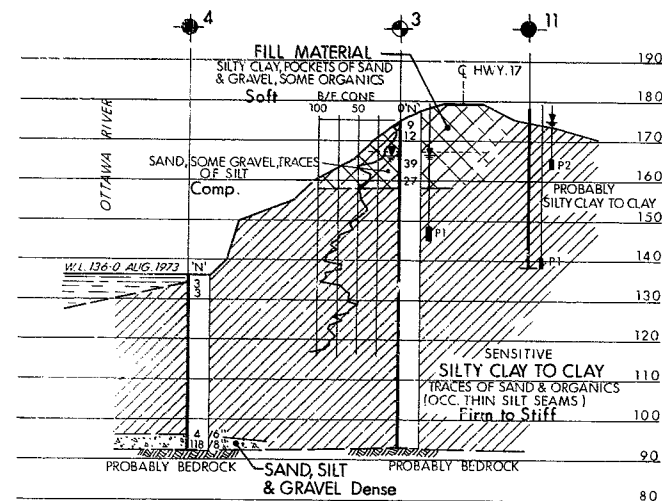 4
3
11
190
FILL MATERIAL
SILTY CLAY, POCKETS OF SAND
& GRAVEL, SOME ORGANICS
Soft
B/F CONE
100
50
0'N'
℄ HWY. 17
180
9
12
170
OTTAWA RIVER
SAND, SOME GRAVEL, TRACES
OF SILT
Comp.
39
27
P2
160
PROBABLY
SILTY CLAY TO CLAY
150
P1
W.L. 136·0 AUG. 1973
'N'
140
P1
3
3
130
120
SENSITIVE
SILTY CLAY TO CLAY
110
TRACES OF SAND & ORGANICS
(OCC. THIN SILT SEAMS)
Firm to Stiff
100
4 /6"
118 /8"
90
PROBABLY BEDROCK
SAND, SILT
& GRAVEL Dense
PROBABLY BEDROCK
80